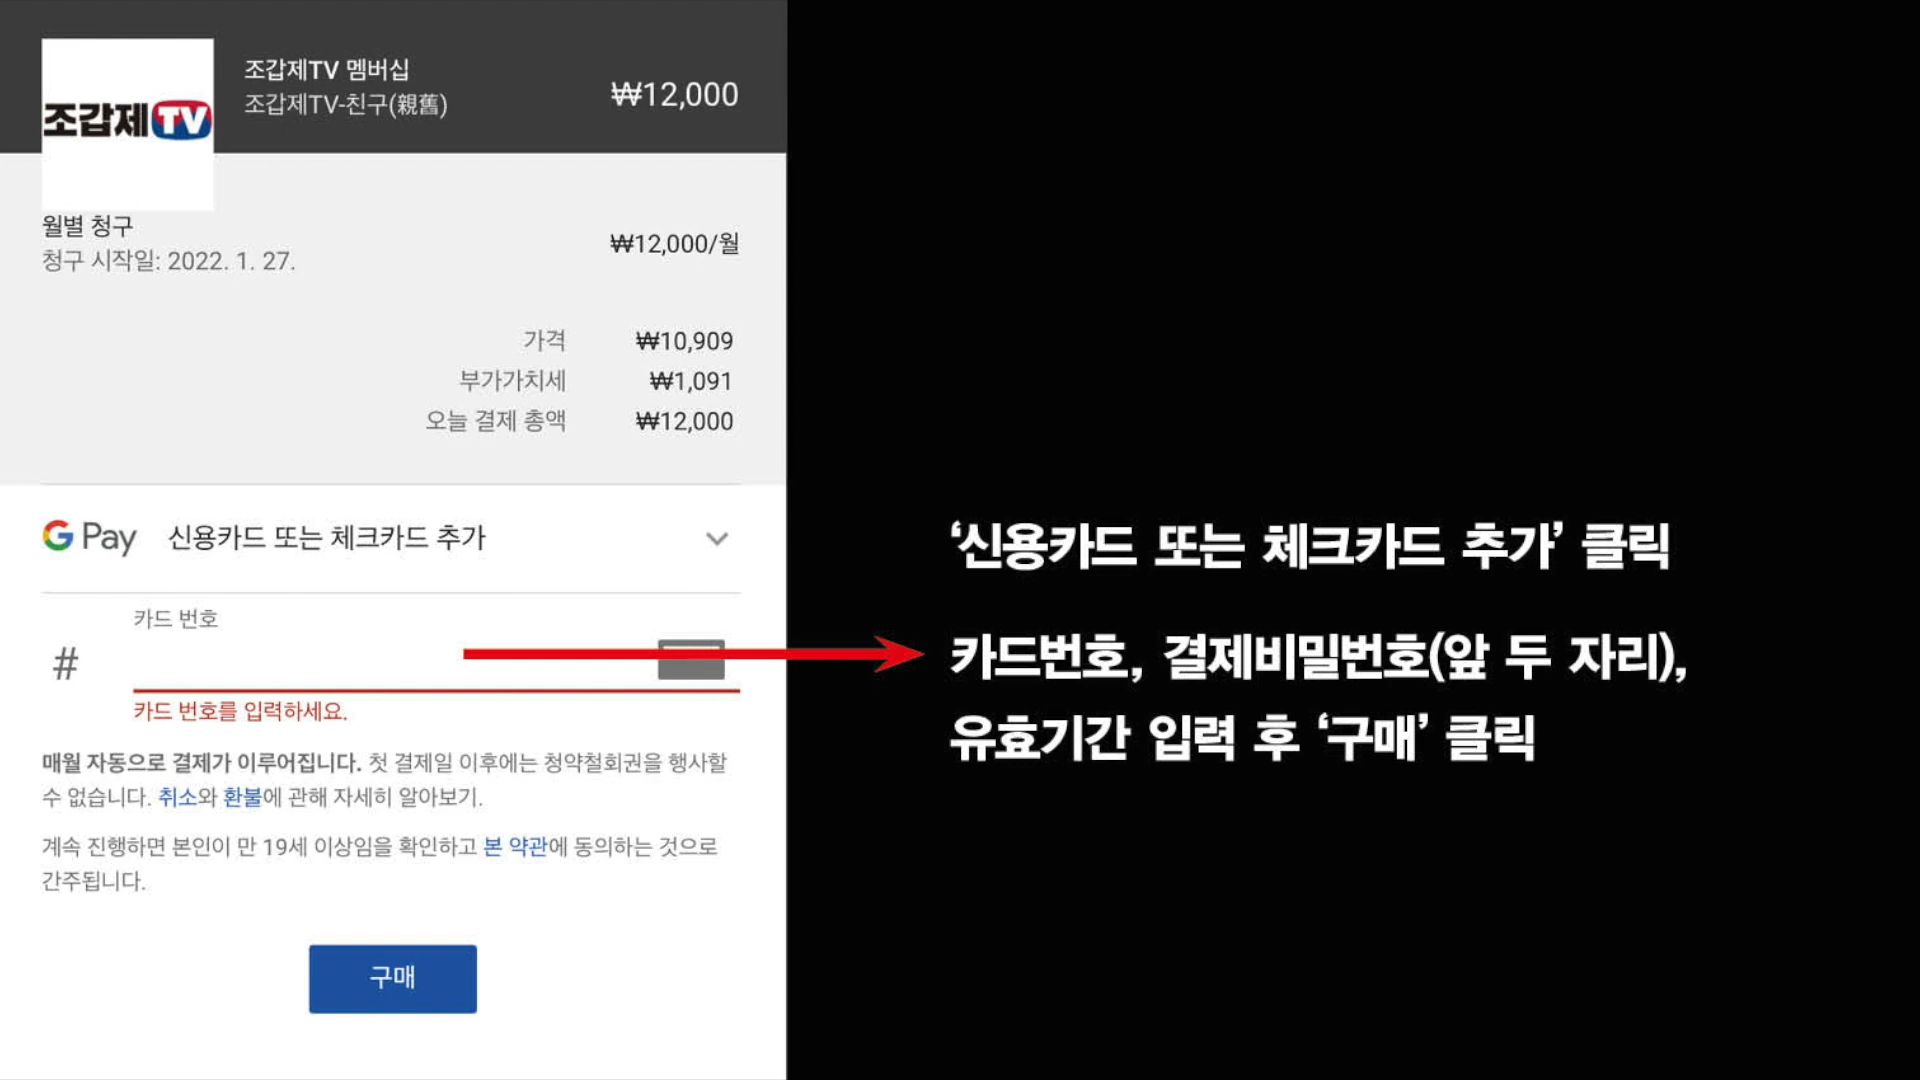 조갑제TV
조갑제TV 멤버십
조갑제TV-친구(親舊)
₩12,000
월별 청구
청구 시작일: 2022. 1. 27.
₩12,000/월
가격 ₩10,909
부가가치세 ₩1,091
오늘 결제 총액 ₩12,000
G Pay 신용카드 또는 체크카드 추가
카드 번호
#
카드 번호를 입력하세요.
매월 자동으로 결제가 이루어집니다. 첫 결제일 이후에는 청약철회권을 행사할
수 없습니다. 취소와 환불에 관해 자세히 알아보기.
계속 진행하면 본인이 만 19세 이상임을 확인하고 본 약관에 동의하는 것으로
간주됩니다.
구매
‘신용카드 또는 체크카드 추가’ 클릭
카드번호, 결제비밀번호(앞 두 자리),
유효기간 입력 후 ‘구매’ 클릭